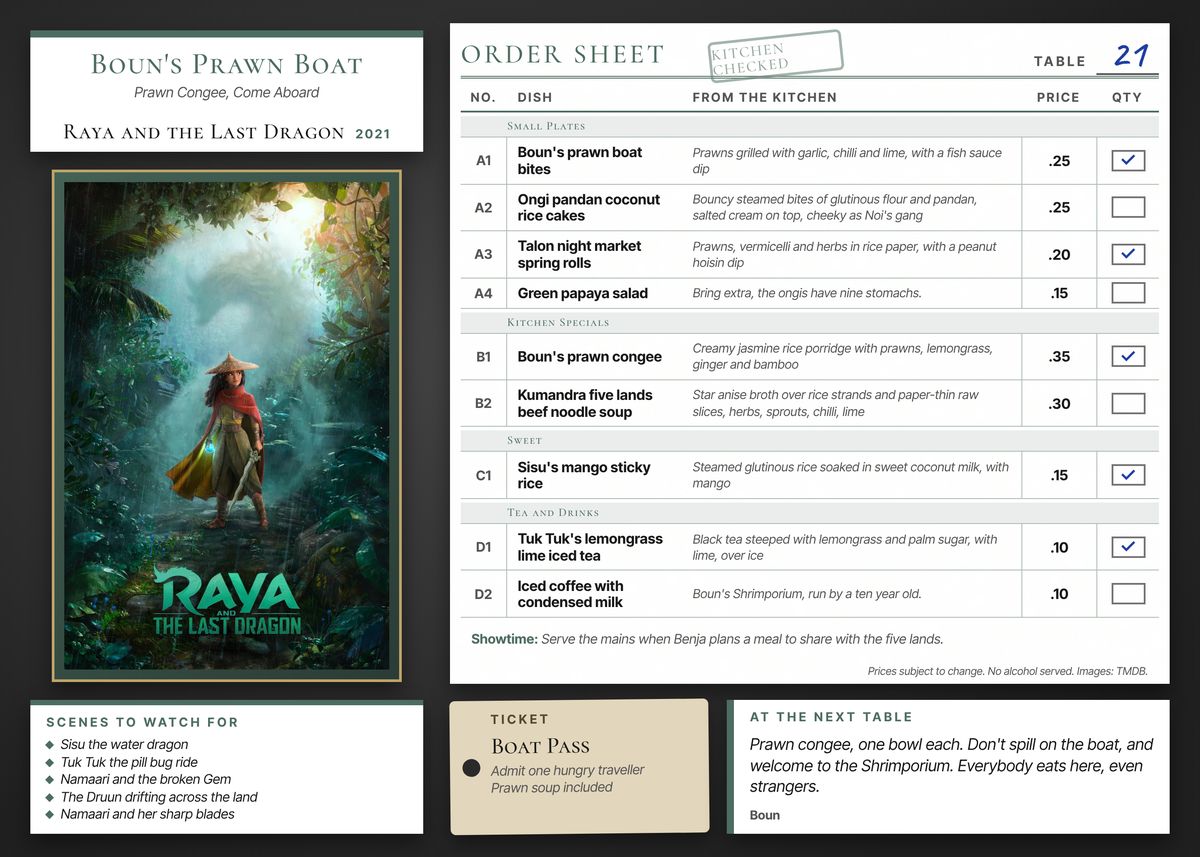 BOUN'S PRAWN BOAT
Prawn Congee, Come Aboard
RAYA AND THE LAST DRAGON 2021
RAYA
AND
THE LAST DRAGON
SCENES TO WATCH FOR
Sisu the water dragon
Tuk Tuk the pill bug ride
Namaari and the broken Gem
The Druun drifting across the land
Namaari and her sharp blades
ORDER SHEET
KITCHEN
CHECKED
TABLE 21
NO. DISH FROM THE KITCHEN PRICE QTY
SMALL PLATES
A1 Boun's prawn boat bites Prawns grilled with garlic, chilli and lime, with a fish sauce dip .25 ✓
A2 Ongi pandan coconut rice cakes Bouncy steamed bites of glutinous flour and pandan, salted cream on top, cheeky as Noi's gang .25
A3 Talon night market spring rolls Prawns, vermicelli and herbs in rice paper, with a peanut hoisin dip .20 ✓
A4 Green papaya salad Bring extra, the ongis have nine stomachs. .15
KITCHEN SPECIALS
B1 Boun's prawn congee Creamy jasmine rice porridge with prawns, lemongrass, ginger and bamboo .35 ✓
B2 Kumandra five lands beef noodle soup Star anise broth over rice strands and paper-thin raw slices, herbs, sprouts, chilli, lime .30
SWEET
C1 Sisu's mango sticky rice Steamed glutinous rice soaked in sweet coconut milk, with mango .15 ✓
TEA AND DRINKS
D1 Tuk Tuk's lemongrass lime iced tea Black tea steeped with lemongrass and palm sugar, with lime, over ice .10 ✓
D2 Iced coffee with condensed milk Boun's Shrimporium, run by a ten year old. .10
Showtime: Serve the mains when Benja plans a meal to share with the five lands.
Prices subject to change. No alcohol served. Images: TMDB.
TICKET
BOAT PASS
Admit one hungry traveller
Prawn soup included
AT THE NEXT TABLE
Prawn congee, one bowl each. Don't spill on the boat, and
welcome to the Shrimporium. Everybody eats here, even
strangers.
Boun